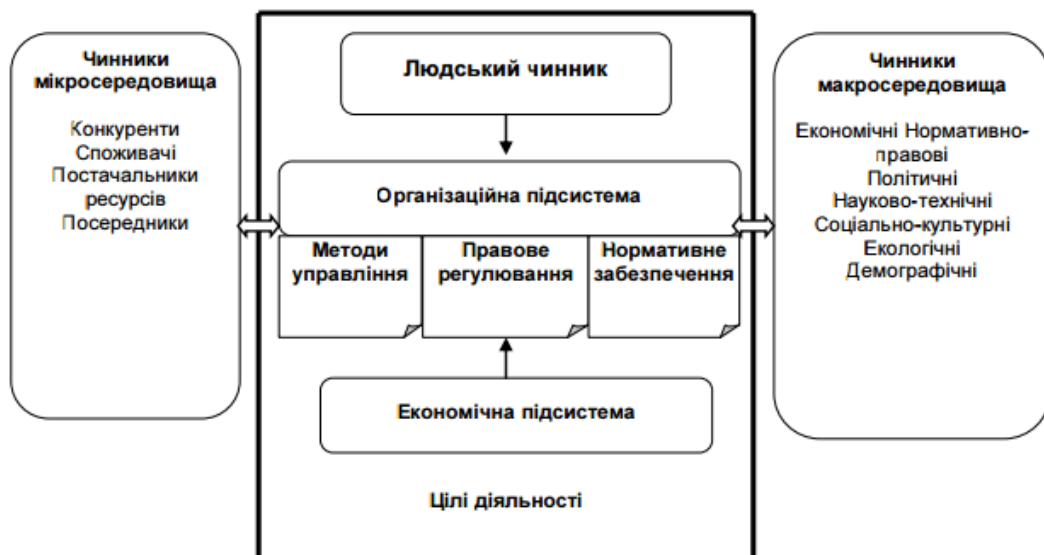 Чинники
мікросередовища
Конкуренти
Споживачі
Постачальники
ресурсів
Посередники
Людський чинник
Організаційна підсистема
Методи
управління
Правове
регулювання
Нормативне
забезпечення
Економічна підсистема
Цілі діяльності
Чинники
макросередовища
Економічні Нормативно-
правові
Політичні
Науково-технічні
Соціально-культурні
Екологічні
Демографічні